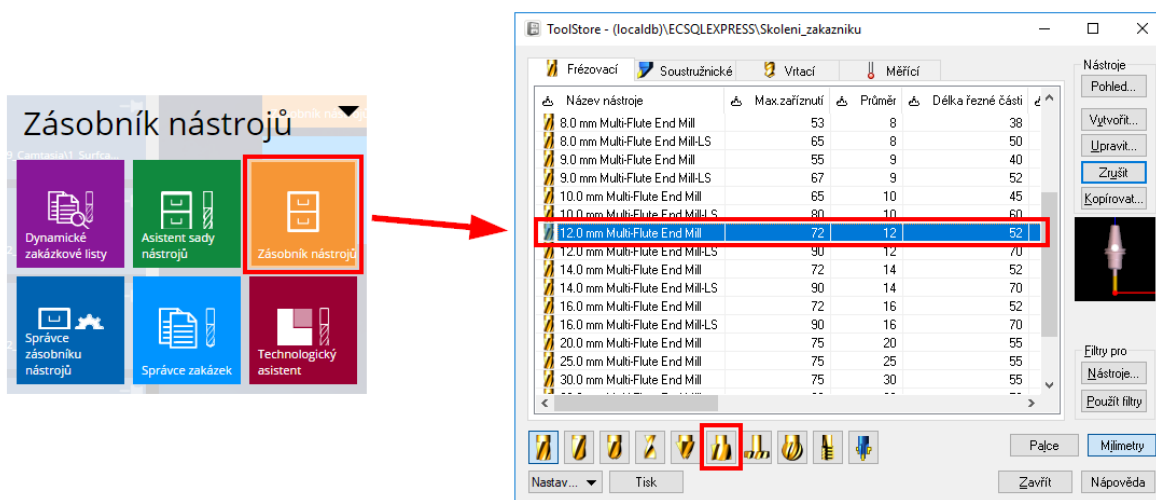 Zásobník nástrojů
Dynamické
zakázkové listy
Asistent sady
nástrojů
Zásobník nástrojů
Správce
zásobníku
nástrojů
Správce zakázek
Technologický
asistent
ToolStore - (localdb)\ECSQLEXPRESS\Skoleni_zakazniku
Frézovací Soustružnické Vrtací Měřící
Název nástroje Max.zaříznutí Průměr Délka řezné části
8.0 mm Multi-Flute End Mill 53 8 38
8.0 mm Multi-Flute End Mill-LS 65 8 50
9.0 mm Multi-Flute End Mill 55 9 40
9.0 mm Multi-Flute End Mill-LS 67 9 52
10.0 mm Multi-Flute End Mill 65 10 45
10.0 mm Multi-Flute End Mill-LS 80 10 60
12.0 mm Multi-Flute End Mill 72 12 52
12.0 mm Multi-Flute End Mill-LS 90 12 70
14.0 mm Multi-Flute End Mill 72 14 52
14.0 mm Multi-Flute End Mill-LS 90 14 70
16.0 mm Multi-Flute End Mill 72 16 52
16.0 mm Multi-Flute End Mill-LS 90 16 70
20.0 mm Multi-Flute End Mill 75 20 55
25.0 mm Multi-Flute End Mill 75 25 55
30.0 mm Multi-Flute End Mill 75 30 55
Nástroje
Pohled...
Vytvořit...
Upravit...
Zrušit
Kopírovat...
Filtry pro
Nástroje...
Použít filtry
Palce Milimetry
Nastav... Tisk Zavřít Nápověda